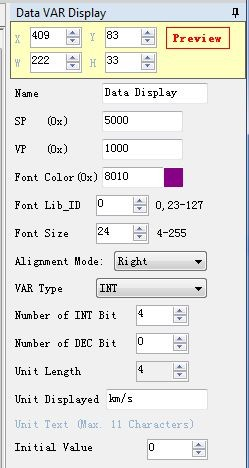 Data VAR Display
X 409 Y 83 Preview
W 222 H 33
Name Data Display
SP (0x) 5000
VP (0x) 1000
Font Color(0x) 8010
Font Lib_ID 0 0,23-127
Font Size 24 4-255
Alignment Mode: Right
VAR Type INT
Number of INT Bit 4
Number of DEC Bit 0
Unit Length 4
Unit Displayed km/s
Unit Text (Max. 11 Characters)
Initial Value 0